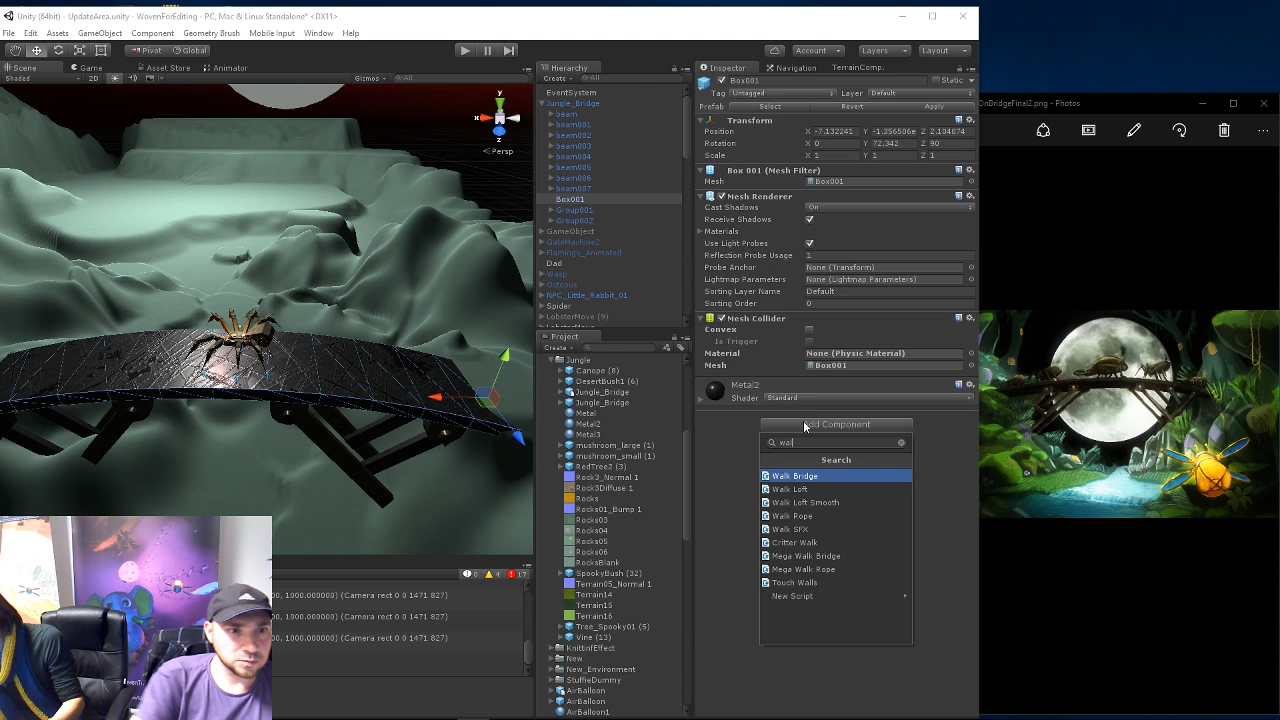 Unity (64bit) - UpdateArea.unity - WovenForEditing - PC, Mac & Linux Standalone* <DX11>
File Edit Assets GameObject Component Geometry Brush Mobile Input Window Help
Pivot Global
Account Layers Layout
Scene Game Asset Store Animator
Shaded 2D Gizmos All
y
x
z
Persp
Hierarchy
Create All
EventSystem
Jungle_Bridge
beam
beam001
beam002
beam003
beam004
beam005
beam006
beam007
Box001
Group001
Group002
GameObject
GateMachine2
Flamingo_Animated
Dad
Wasp
Octopus
NPC_Little_Rabbit_01
Spider
LobsterMove (9)
Project
Create
Jungle
Canope (8)
DesertBush1 (6)
Jungle_Bridge
Jungle_Bridge
Metal
Metal2
Metal3
mushroom_large (1)
mushroom_small (1)
RedTree2 (3)
Rock3_Normal 1
Rock3Diffuse 1
Rocks
Rocks01_Bump 1
Rocks03
Rocks04
Rocks05
Rocks06
RocksBlank
SpookyBush (32)
Terrain05_Normal 1
Terrain14
Terrain15
Terrain16
Tree_Spooky01 (5)
Vine (13)
KnittinfEffect
New
New_Environment
StuffieDummy
AirBalloon
AirBalloon
AirBalloon1
0 4 17
00, 1000.000000) (Camera rect 0 0 1471 827)
00, 1000.000000) (Camera rect 0 0 1471 827)
00, 1000.000000) (Camera rect 0 0 1471 827)
Inspector Navigation TerrainComp.
Box001 Static
Tag Untagged Layer Default
Prefab Select Revert Apply
Transform
Position X -7.132241 Y -1.356506e Z 2.104074
Rotation X 0 Y 72.342 Z 90
Scale X 1 Y 1 Z 1
Box 001 (Mesh Filter)
Mesh Box001
Mesh Renderer
Cast Shadows On
Receive Shadows
Materials
Use Light Probes
Reflection Probe Usage 1
Probe Anchor None (Transform)
Lightmap Parameters None (Lightmap Parameters)
Sorting Layer Name Default
Sorting Order 0
Mesh Collider
Convex
Is Trigger
Material None (Physic Material)
Mesh Box001
Metal2
Shader Standard
Add Component
wal
Search
Walk Bridge
Walk Loft
Walk Loft Smooth
Walk Rope
Walk SFX
Critter Walk
Mega Walk Bridge
Mega Walk Rope
Touch Walls
New Script
OnBridgeFinal2.png - Photos